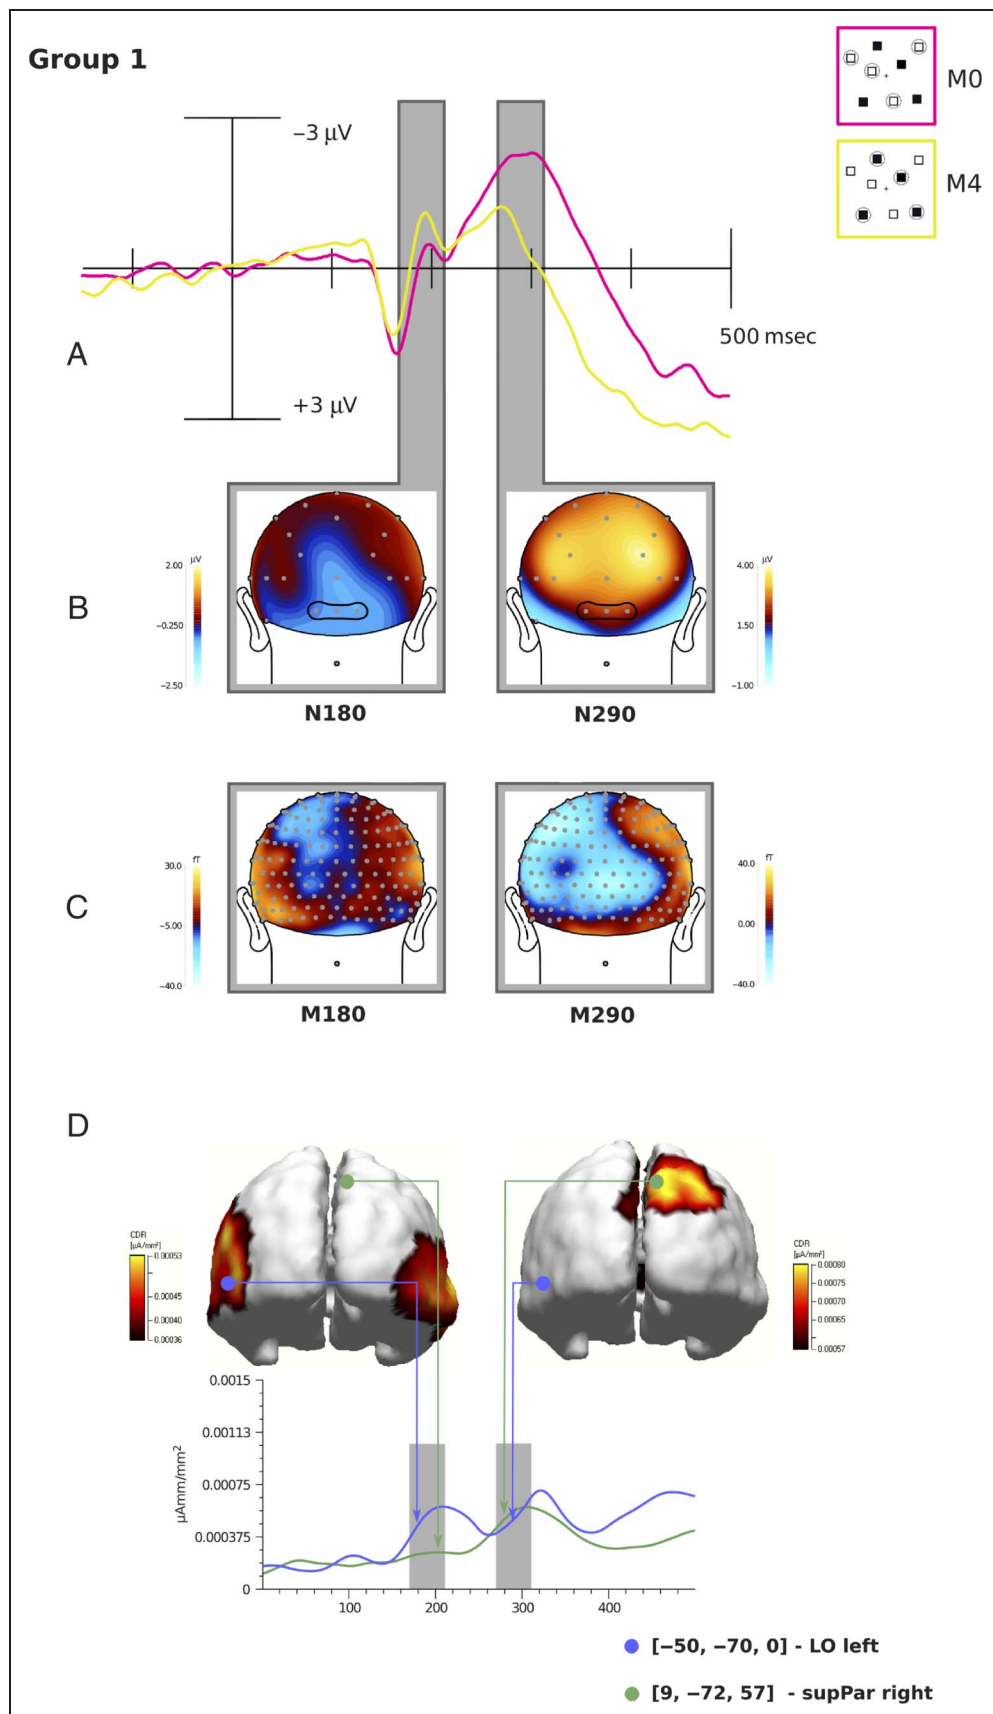 Group 1
M0
−3 µV
M4
500 msec
A
+3 µV
B
µV
2.00
-0.250
-2.50
µV
4.00
1.50
-1.00
N180
N290
C
fT
30.0
-5.00
-40.0
fT
40.0
0.00
-40.0
M180
M290
D
CDR
[µA/mm²]
0.00053
0.00045
0.00040
0.00036
CDR
[µA/mm²]
0.00080
0.00075
0.00070
0.00065
0.00057
µAmm/mm²
0.0015
0.00113
0.00075
0.000375
0
100 200 300 400
[−50, −70, 0] - LO left
[9, −72, 57] - supPar right